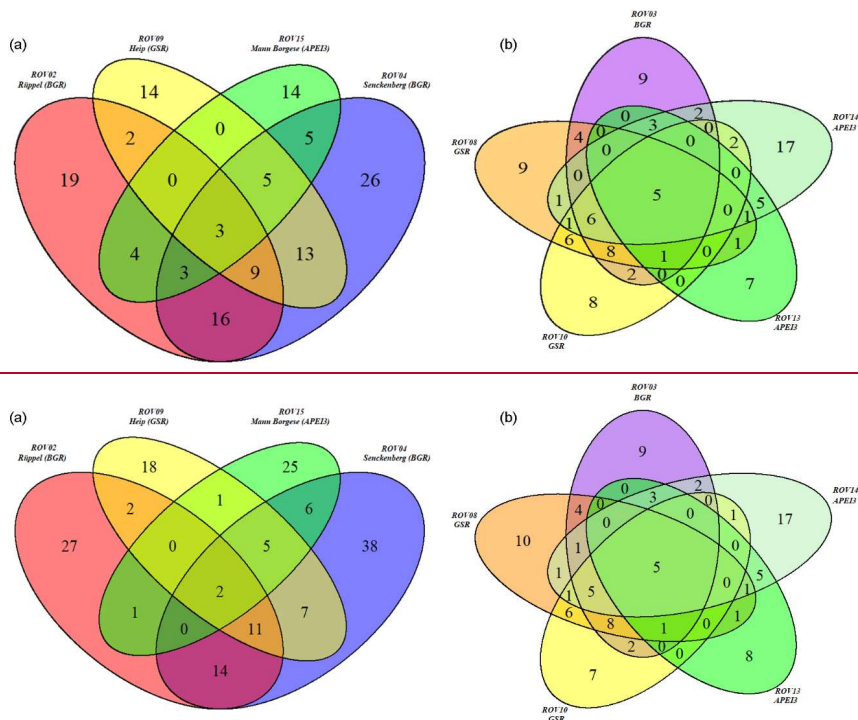 (a)
ROV09
Heip (GSR)
ROV15
Mann Borgese (APEI3)
ROV02
Rüppel (BGR)
ROV04
Senckenberg (BGR)
14
14
2
0
5
19
0
5
26
3
4
3
9
13
16
(b)
ROV03
BGR
ROV14
APEI3
ROV08
GSR
9
0
2
4
0
3
0
2
17
9
0
0
0
0
5
1
6
0
5
1
1
6
8
1
0
1
2
0
0
8
7
ROV10
GSR
ROV13
APEI3
(a)
ROV09
Heip (GSR)
ROV15
Mann Borgese (APEI3)
ROV02
Rüppel (BGR)
ROV04
Senckenberg (BGR)
18
25
2
1
6
27
0
5
38
2
1
0
11
7
14
(b)
ROV03
BGR
ROV14
APEI3
ROV08
GSR
9
0
2
4
0
3
0
1
17
10
0
0
1
0
5
1
5
0
5
1
1
6
8
1
0
1
2
0
0
7
8
ROV10
GSR
ROV13
APEI3